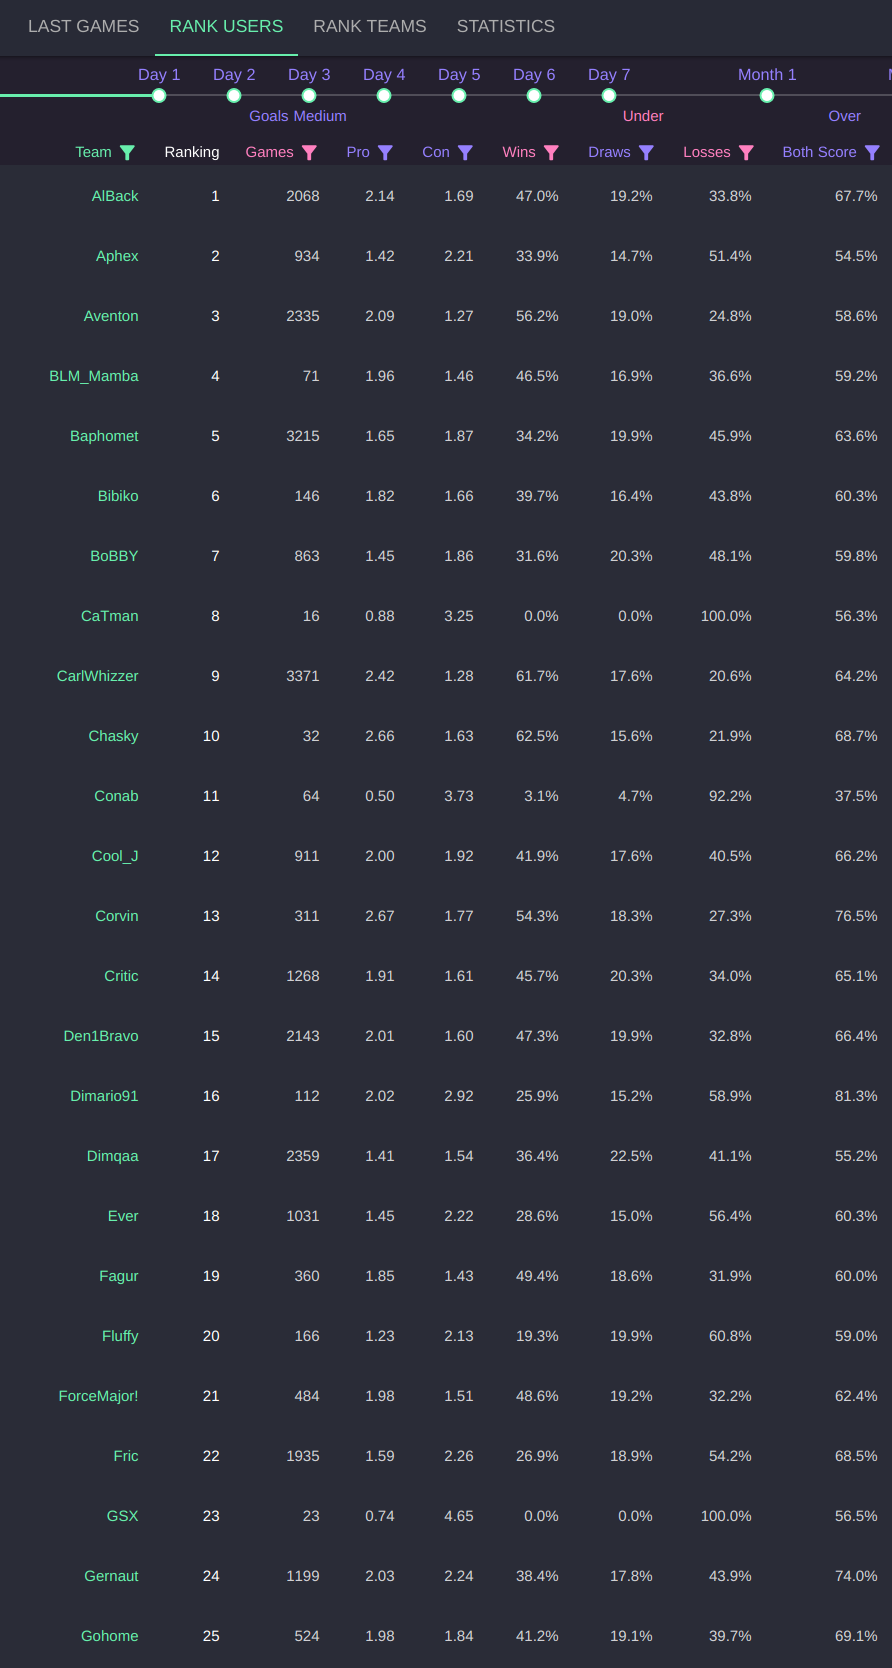 LAST GAMES RANK USERS RANK TEAMS STATISTICS
Day 1 Day 2 Day 3 Day 4 Day 5 Day 6 Day 7 Month 1
Goals Medium Under Over
Team Ranking Games Pro Con Wins Draws Losses Both Score
AlBack 1 2068 2.14 1.69 47.0% 19.2% 33.8% 67.7%
Aphex 2 934 1.42 2.21 33.9% 14.7% 51.4% 54.5%
Aventon 3 2335 2.09 1.27 56.2% 19.0% 24.8% 58.6%
BLM_Mamba 4 71 1.96 1.46 46.5% 16.9% 36.6% 59.2%
Baphomet 5 3215 1.65 1.87 34.2% 19.9% 45.9% 63.6%
Bibiko 6 146 1.82 1.66 39.7% 16.4% 43.8% 60.3%
BoBBY 7 863 1.45 1.86 31.6% 20.3% 48.1% 59.8%
CaTman 8 16 0.88 3.25 0.0% 0.0% 100.0% 56.3%
CarlWhizzer 9 3371 2.42 1.28 61.7% 17.6% 20.6% 64.2%
Chasky 10 32 2.66 1.63 62.5% 15.6% 21.9% 68.7%
Conab 11 64 0.50 3.73 3.1% 4.7% 92.2% 37.5%
Cool_J 12 911 2.00 1.92 41.9% 17.6% 40.5% 66.2%
Corvin 13 311 2.67 1.77 54.3% 18.3% 27.3% 76.5%
Critic 14 1268 1.91 1.61 45.7% 20.3% 34.0% 65.1%
Den1Bravo 15 2143 2.01 1.60 47.3% 19.9% 32.8% 66.4%
Dimario91 16 112 2.02 2.92 25.9% 15.2% 58.9% 81.3%
Dimqaa 17 2359 1.41 1.54 36.4% 22.5% 41.1% 55.2%
Ever 18 1031 1.45 2.22 28.6% 15.0% 56.4% 60.3%
Fagur 19 360 1.85 1.43 49.4% 18.6% 31.9% 60.0%
Fluffy 20 166 1.23 2.13 19.3% 19.9% 60.8% 59.0%
ForceMajor! 21 484 1.98 1.51 48.6% 19.2% 32.2% 62.4%
Fric 22 1935 1.59 2.26 26.9% 18.9% 54.2% 68.5%
GSX 23 23 0.74 4.65 0.0% 0.0% 100.0% 56.5%
Gernaut 24 1199 2.03 2.24 38.4% 17.8% 43.9% 74.0%
Gohome 25 524 1.98 1.84 41.2% 19.1% 39.7% 69.1%